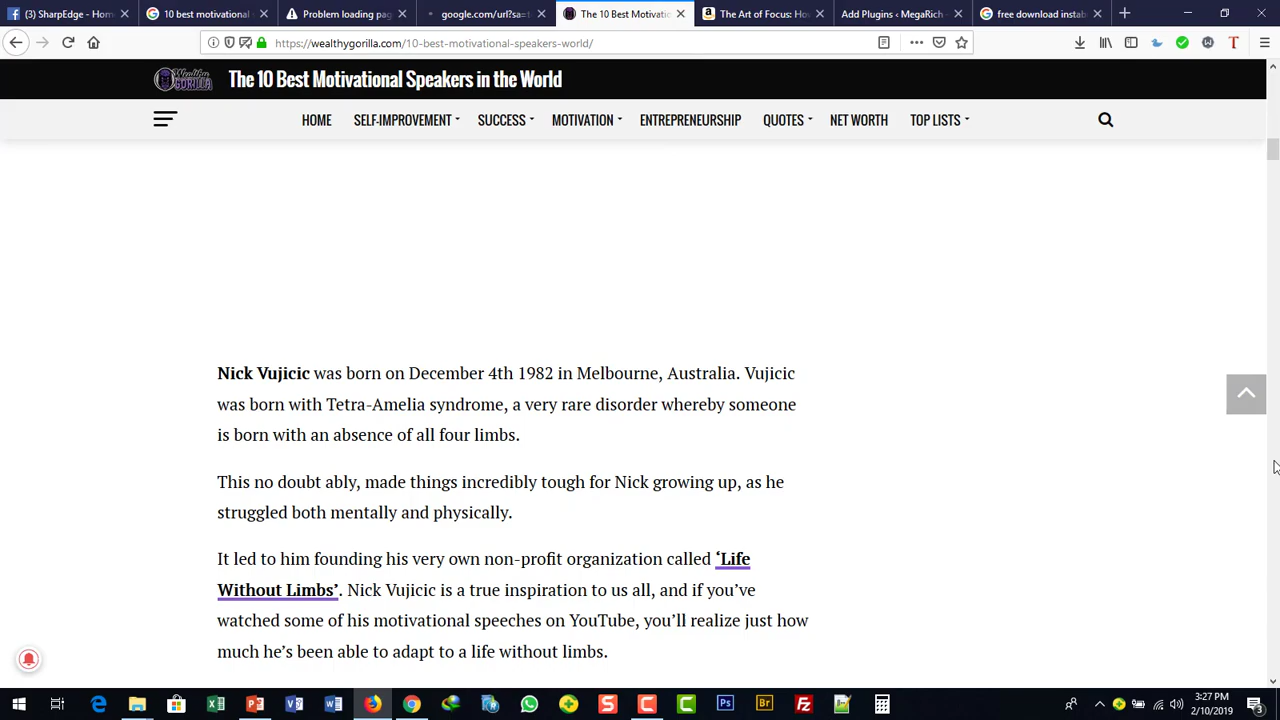 (3) SharpEdge - Hom
10 best motivational
Problem loading pag
google.com/url?sa=
The 10 Best Motivatio
The Art of Focus: Ho
Add Plugins ‹ MegaRich
free download instab
https://wealthygorilla.com/10-best-motivational-speakers-world/
Wealthy GORILLA The 10 Best Motivational Speakers in the World
HOME SELF-IMPROVEMENT SUCCESS MOTIVATION ENTREPRENEURSHIP QUOTES NET WORTH TOP LISTS
Nick Vujicic was born on December 4th 1982 in Melbourne, Australia. Vujicic
was born with Tetra-Amelia syndrome, a very rare disorder whereby someone
is born with an absence of all four limbs.
This no doubt ably, made things incredibly tough for Nick growing up, as he
struggled both mentally and physically.
It led to him founding his very own non-profit organization called ‘Life
Without Limbs’. Nick Vujicic is a true inspiration to us all, and if you’ve
watched some of his motivational speeches on YouTube, you’ll realize just how
much he’s been able to adapt to a life without limbs.
3:27 PM
2/10/2019